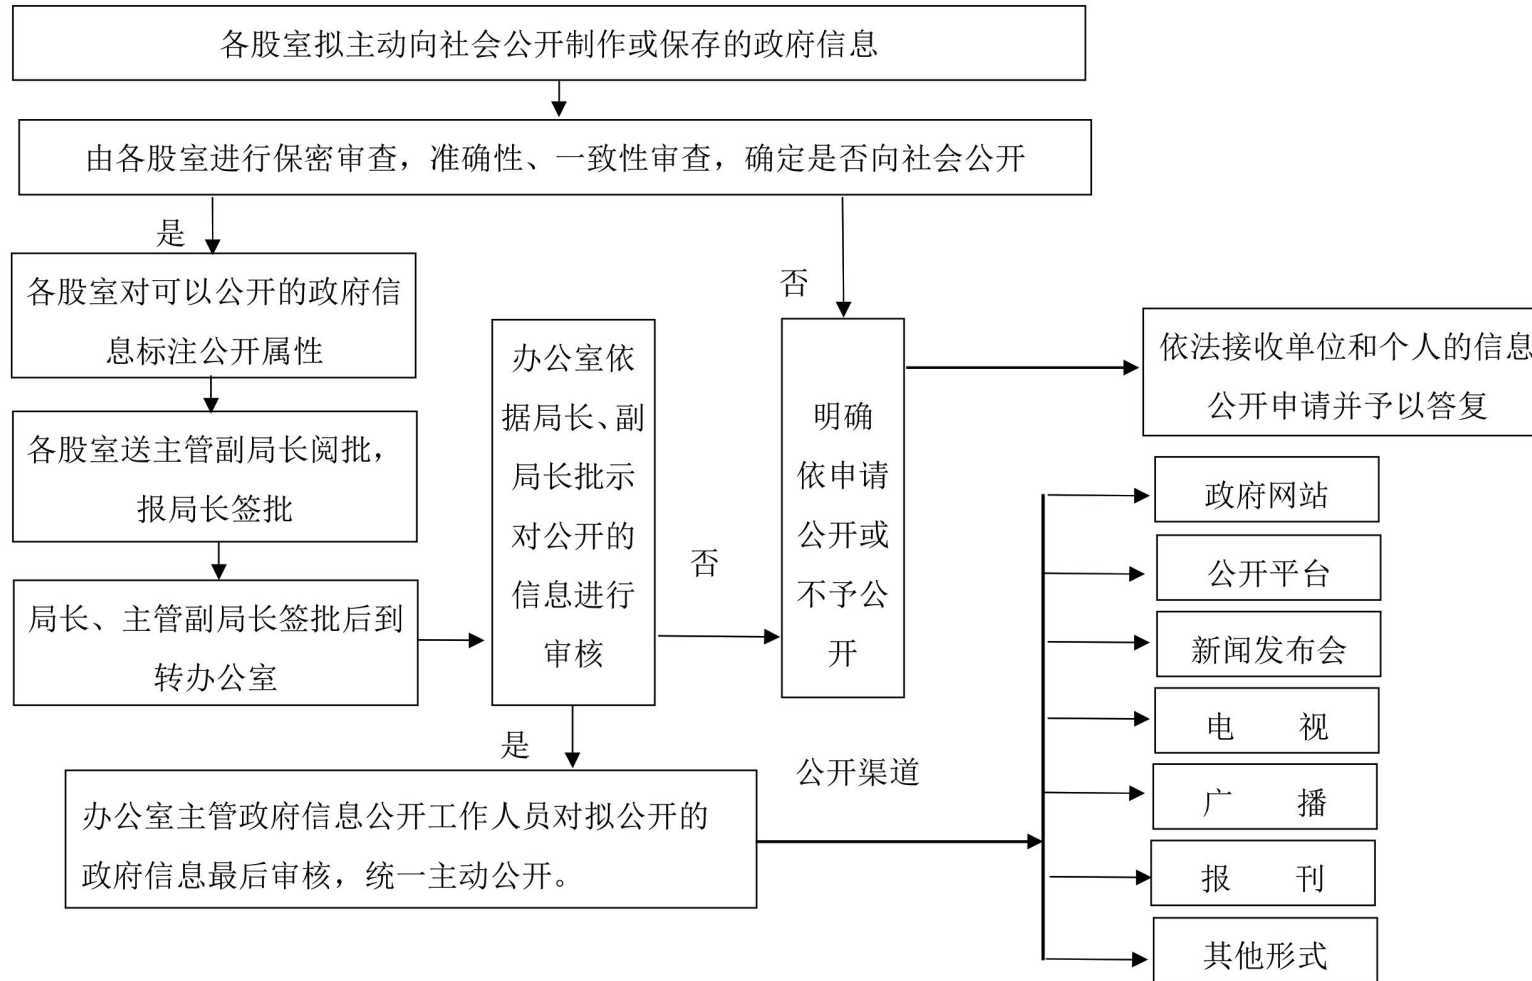 各股室拟主动向社会公开制作或保存的政府信息
由各股室进行保密审查，准确性、一致性审查，确定是否向社会公开
是
否
各股室对可以公开的政府信
息标注公开属性
各股室送主管副局长阅批，
报局长签批
局长、主管副局长签批后到
转办公室
办公室依
据局长、副
局长批示
对公开的
信息进行
审核
否
是
明确
依申请
公开或
不予公
开
依法接收单位和个人的信息
公开申请并予以答复
办公室主管政府信息公开工作人员对拟公开的
政府信息最后审核，统一主动公开。
公开渠道
政府网站
公开平台
新闻发布会
电 视
广 播
报 刊
其他形式